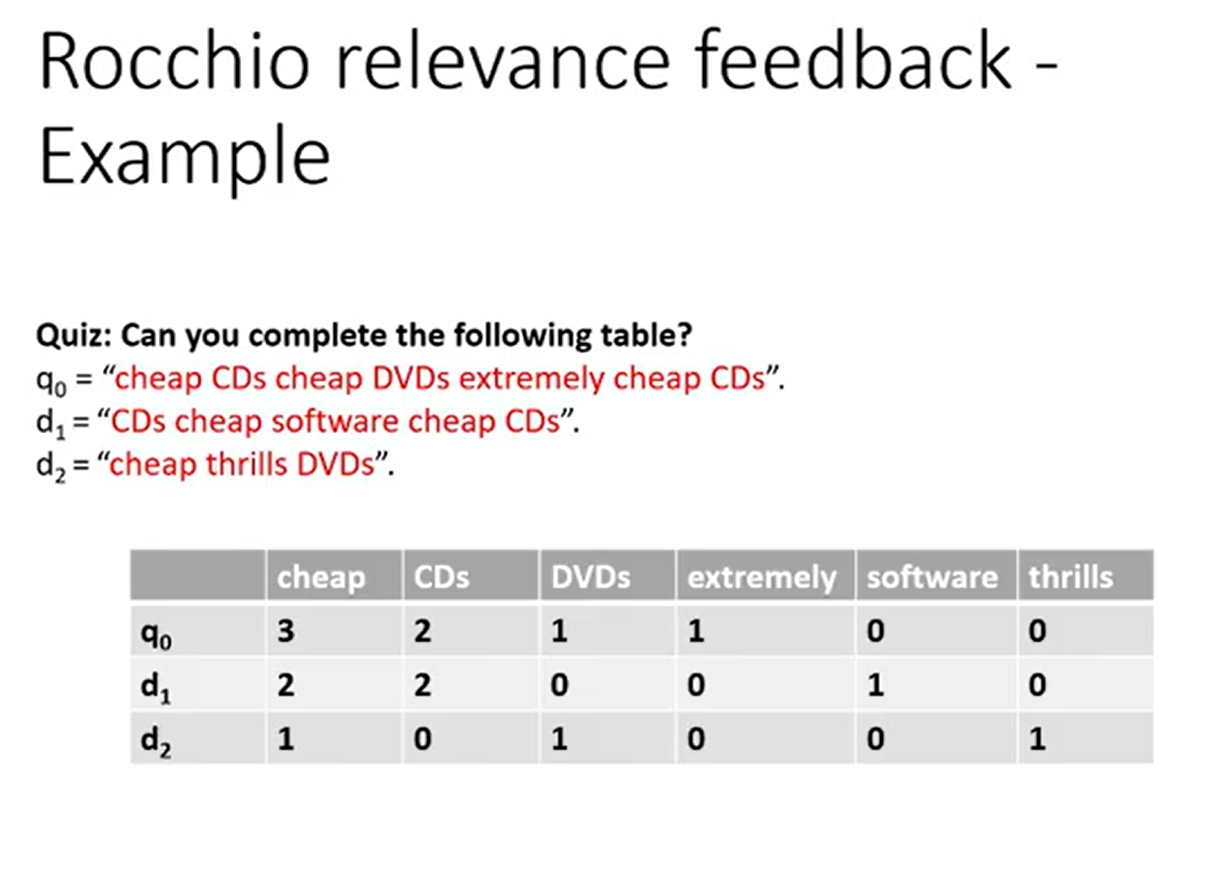 Rocchio relevance feedback -
Example
Quiz: Can you complete the following table?
q₀ = “cheap CDs cheap DVDs extremely cheap CDs”.
d₁ = “CDs cheap software cheap CDs”.
d₂ = “cheap thrills DVDs”.
cheap CDs DVDs extremely software thrills
q₀ 3 2 1 1 0 0
d₁ 2 2 0 0 1 0
d₂ 1 0 1 0 0 1